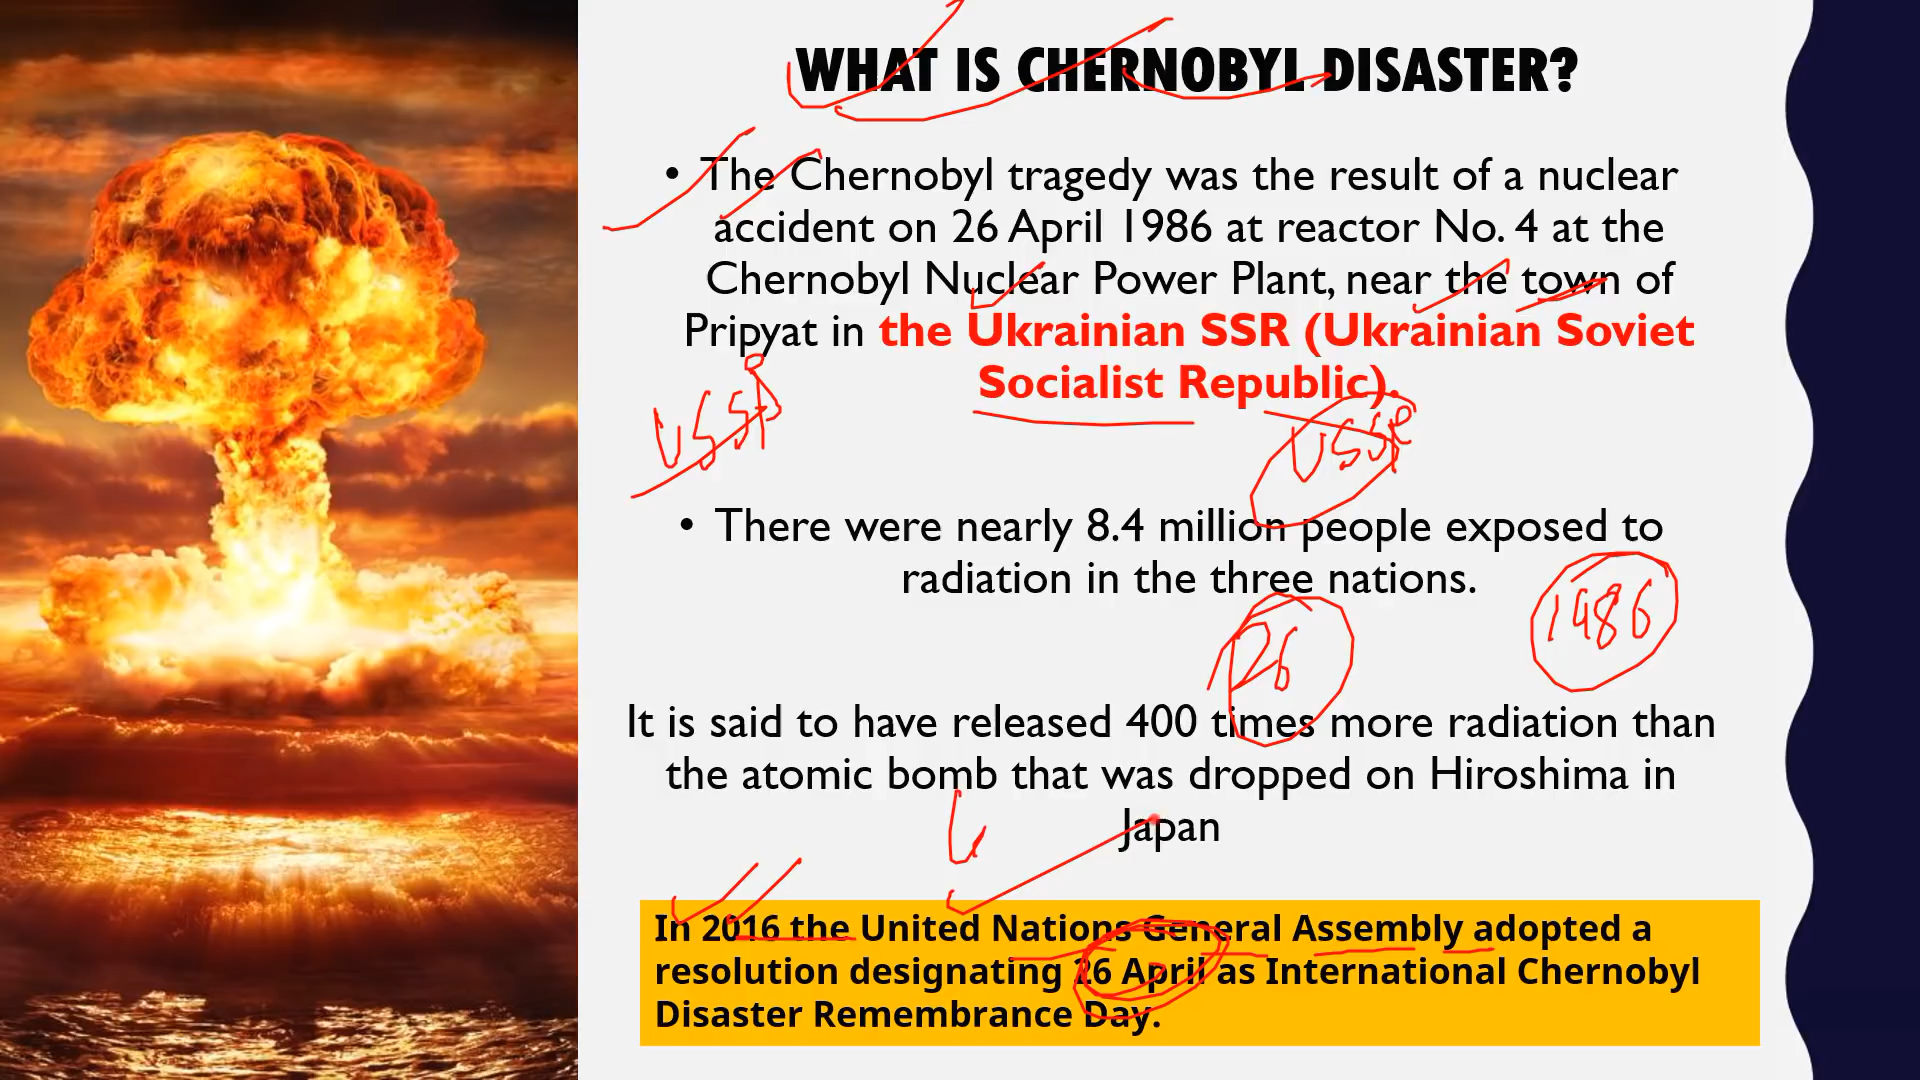 WHAT IS CHERNOBYL DISASTER?
• The Chernobyl tragedy was the result of a nuclear
accident on 26 April 1986 at reactor No. 4 at the
Chernobyl Nuclear Power Plant, near the town of
Pripyat in the Ukrainian SSR (Ukrainian Soviet
Socialist Republic).
USSR
USSR
• There were nearly 8.4 million people exposed to
radiation in the three nations.
1986
26
It is said to have released 400 times more radiation than
the atomic bomb that was dropped on Hiroshima in
Japan
In 2016 the United Nations General Assembly adopted a
resolution designating 26 April as International Chernobyl
Disaster Remembrance Day.